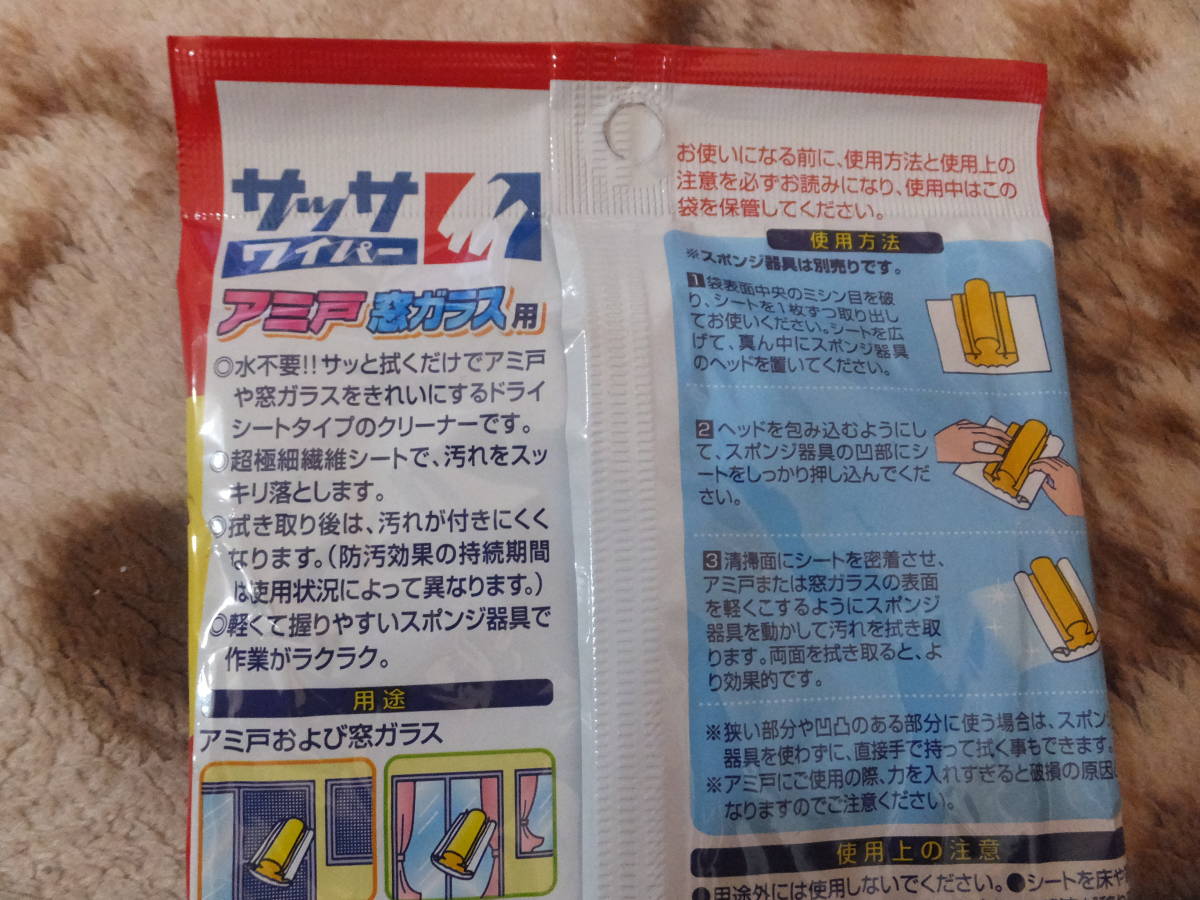 サッサ
ワイパー
アミ戸 窓ガラス用
◎水不要!!サッと拭くだけでアミ戸
や窓ガラスをきれいにするドライ
シートタイプのクリーナーです。
◎超極細繊維シートで、汚れをスッ
キリ落とします。
◎拭き取り後は、汚れが付きにくく
なります。(防汚効果の持続期間
は使用状況によって異なります。)
◎軽くて握りやすいスポンジ器具で
作業がラクラク。
用途
アミ戸および窓ガラス
お使いになる前に、使用方法と使用上の
注意を必ずお読みになり、使用中はこの
袋を保管してください。
使用方法
※スポンジ器具は別売りです。
1 袋表面中央のミシン目を破
り、シートを1枚ずつ取り出し
てお使いください。シートを広
げて、真ん中にスポンジ器具
のヘッドを置いてください。
2 ヘッドを包み込むようにし
て、スポンジ器具の凹部にシ
ートをしっかり押し込んでくだ
さい。
3 清掃面にシートを密着させ、
アミ戸または窓ガラスの表面
を軽くこするようにスポンジ
器具を動かして汚れを拭き取
ります。両面を拭き取ると、よ
り効果的です。
※狭い部分や凹凸のある部分に使う場合は、スポン
器具を使わずに、直接手で持って拭く事もできます。
※アミ戸にご使用の際、力を入れすぎると破損の原因
なりますのでご注意ください。
使用上の注意
●用途外には使用しないでください。●シートを床や